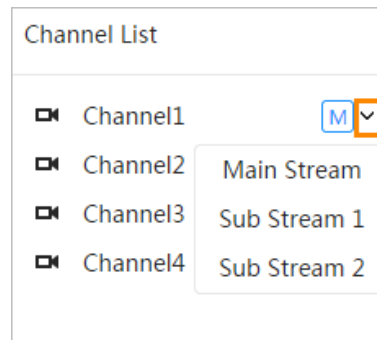 Channel List
Channel1 M
Channel2
Main Stream
Channel3
Sub Stream 1
Channel4
Sub Stream 2